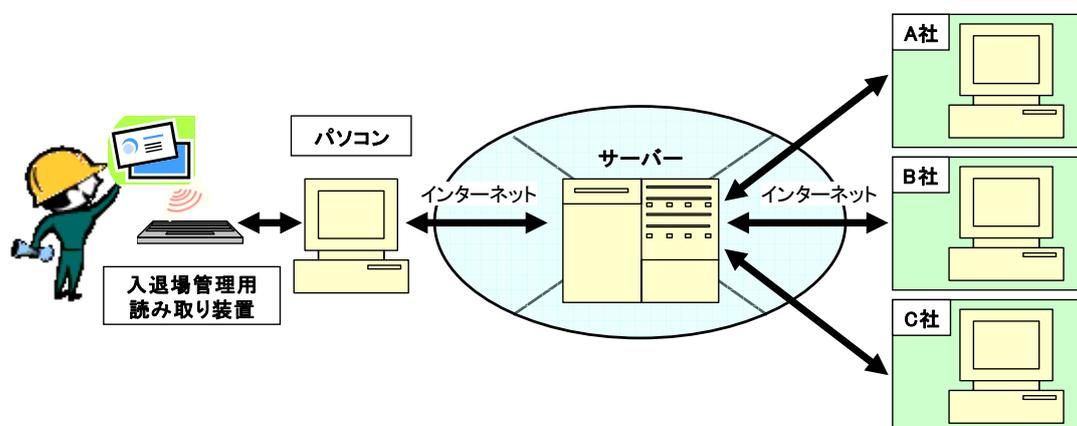 パソコン
入退場管理用
読み取り装置
インターネット
サーバー
インターネット
A社
B社
C社